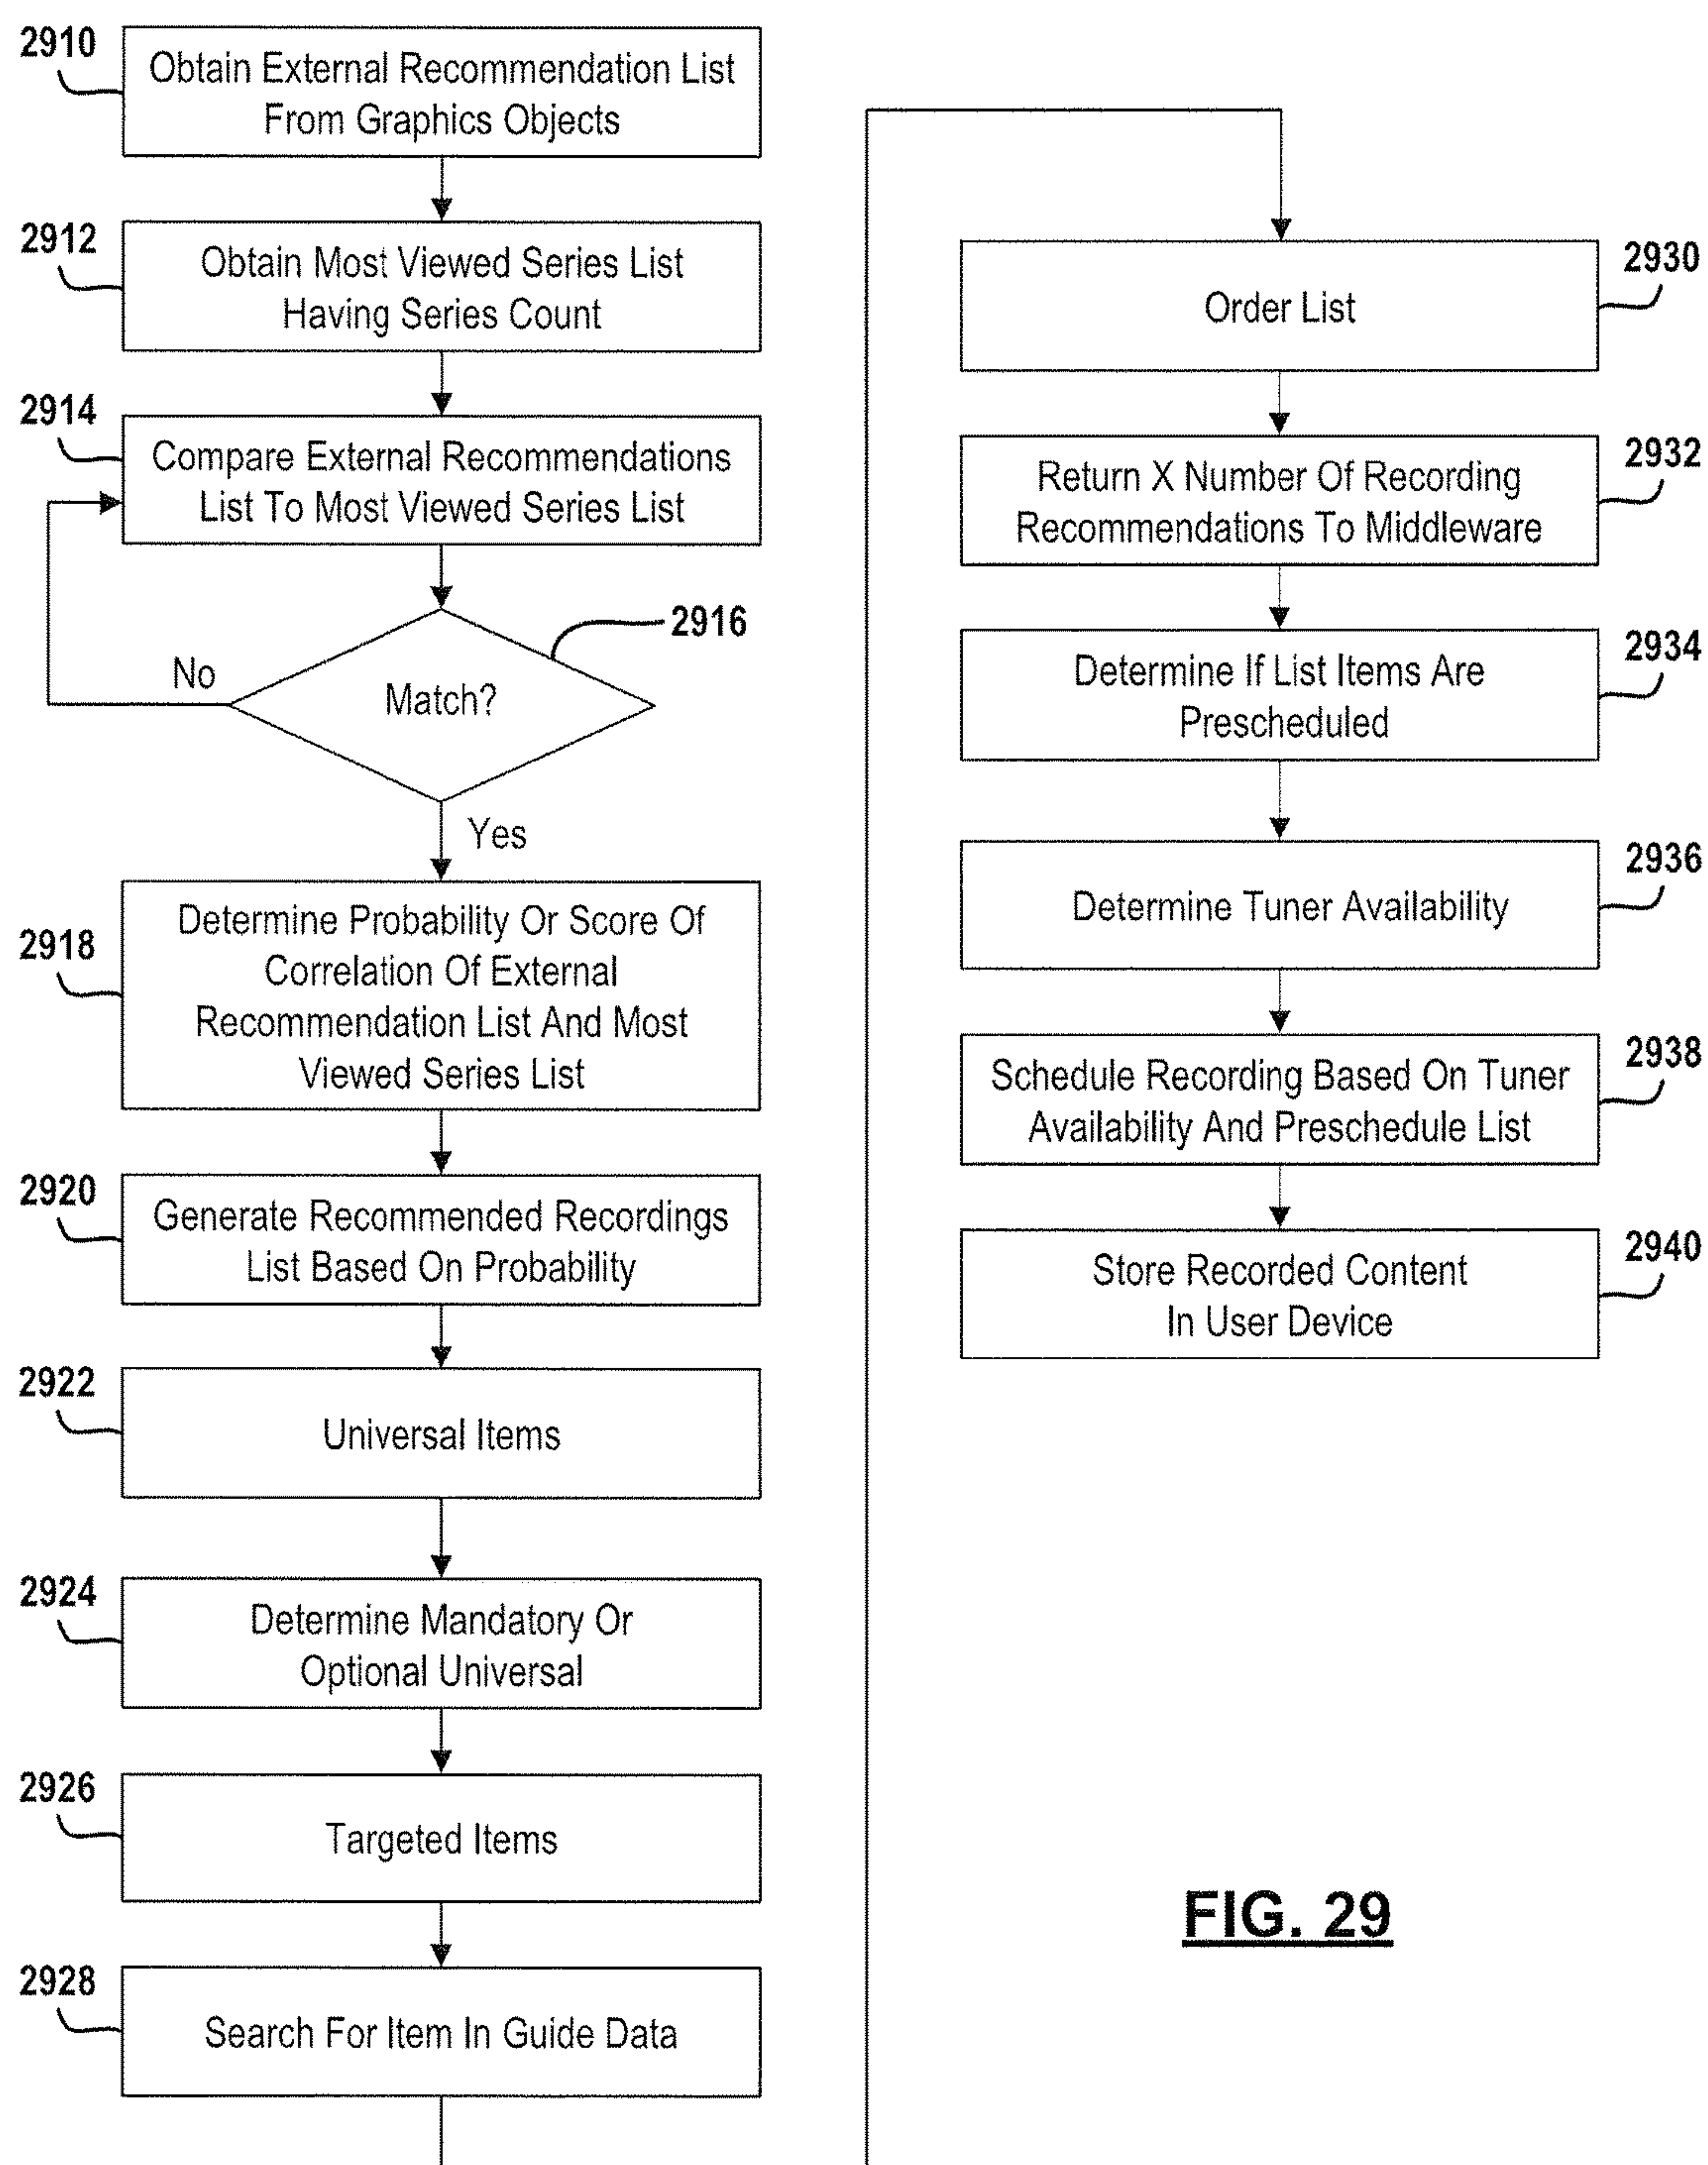 2910
Obtain External Recommendation List
From Graphics Objects
2912
Obtain Most Viewed Series List
Having Series Count
2914
Compare External Recommendations
List To Most Viewed Series List
2916
No
Match?
Yes
2918
Determine Probability Or Score Of
Correlation Of External
Recommendation List And Most
Viewed Series List
2920
Generate Recommended Recordings
List Based On Probability
2922
Universal Items
2924
Determine Mandatory Or
Optional Universal
2926
Targeted Items
2928
Search For Item In Guide Data
2930
Order List
2932
Return X Number Of Recording
Recommendations To Middleware
2934
Determine If List Items Are
Prescheduled
2936
Determine Tuner Availability
2938
Schedule Recording Based On Tuner
Availability And Preschedule List
2940
Store Recorded Content
In User Device
FIG. 29